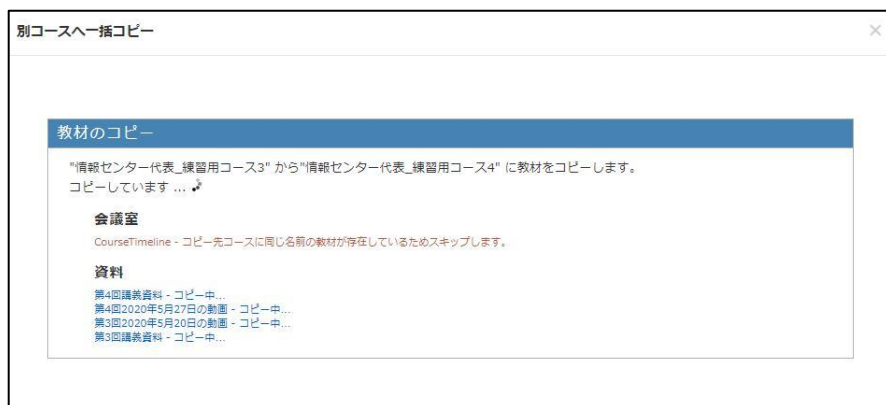 別コースへ一括コピー
教材のコピー
"情報センター代表_練習用コース3" から"情報センター代表_練習用コース4" に教材をコピーします。
コピーしています ...
会議室
CourseTimeline - コピー先コースに同じ名前の教材が存在しているためスキップします。
資料
第4回講義資料 - コピー中...
第4回2020年5月27日の動画 - コピー中...
第3回2020年5月20日の動画 - コピー中...
第3回講義資料 - コピー中...